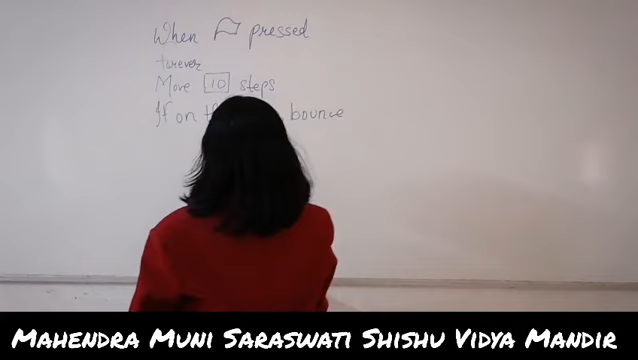 When pressed
forever
Move 10 steps
If on bounce
Mahendra Muni Saraswati Shishu Vidya Mandir